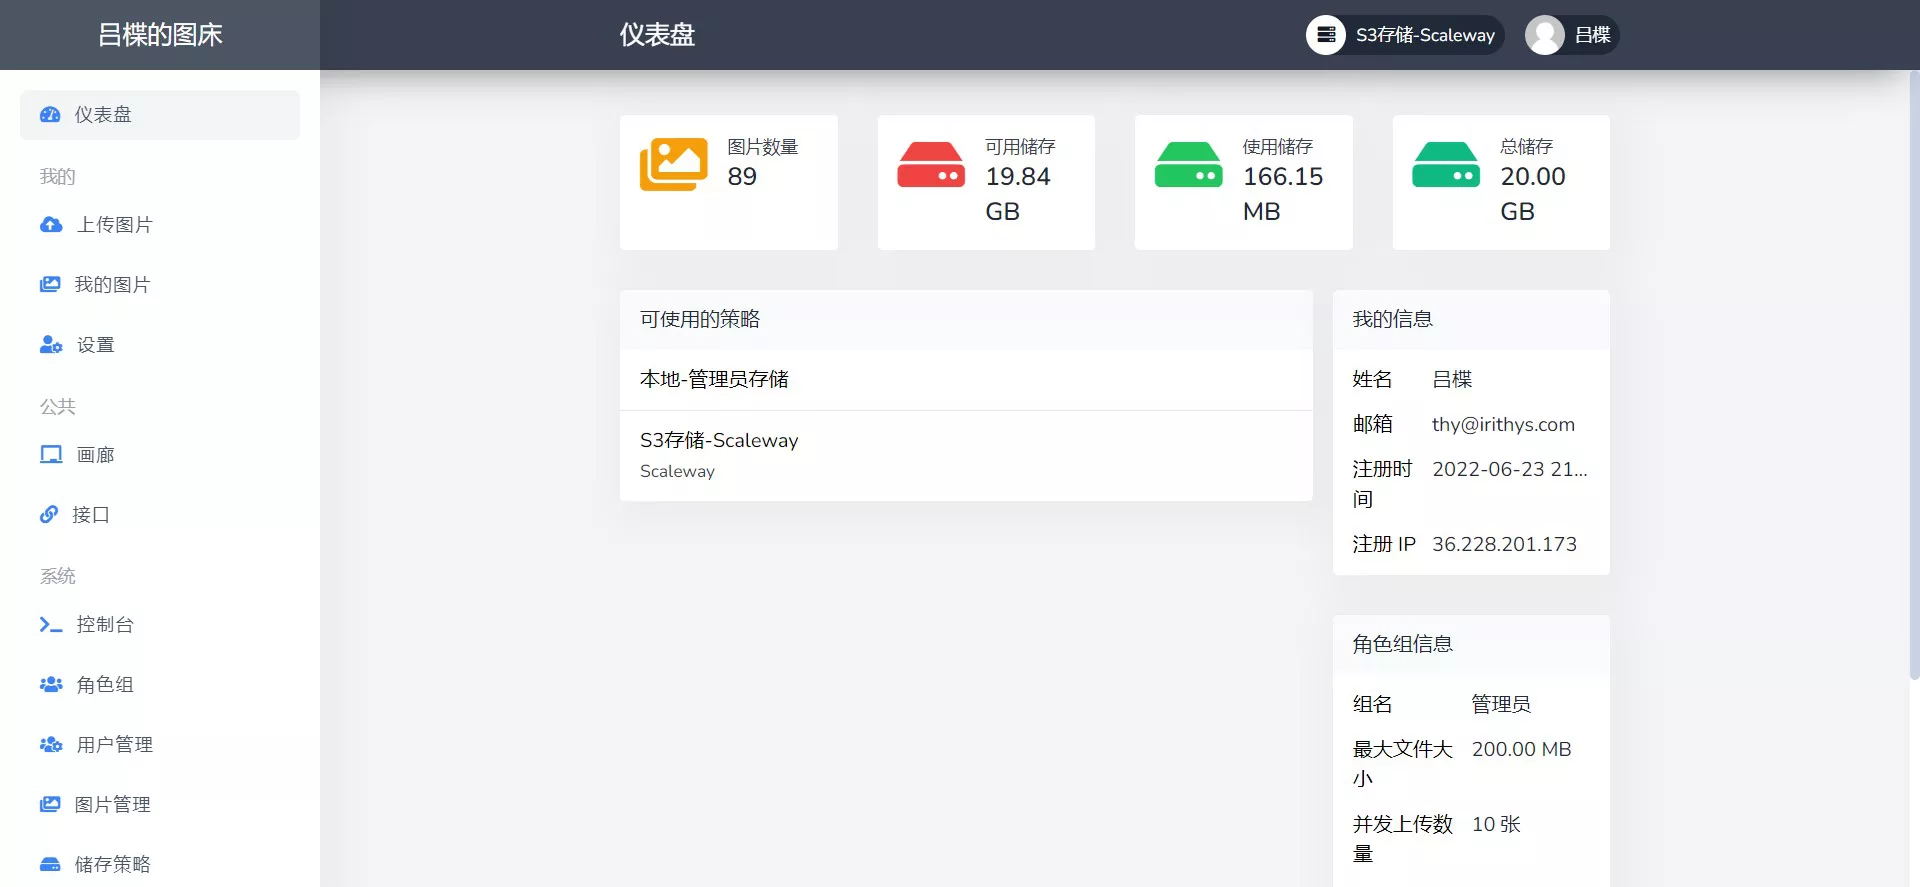 吕楪的图床
仪表盘
S3存储-Scaleway
吕楪
仪表盘
我的
上传图片
我的图片
设置
公共
画廊
接口
系统
控制台
角色组
用户管理
图片管理
储存策略
图片数量
89
可用储存
19.84
GB
使用储存
166.15
MB
总储存
20.00
GB
可使用的策略
本地-管理员存储
S3存储-Scaleway
Scaleway
我的信息
姓名 吕楪
邮箱 thy@irithys.com
注册时 2022-06-23 21...
间
注册 IP 36.228.201.173
角色组信息
组名 管理员
最大文件大 200.00 MB
小
并发上传数 10 张
量